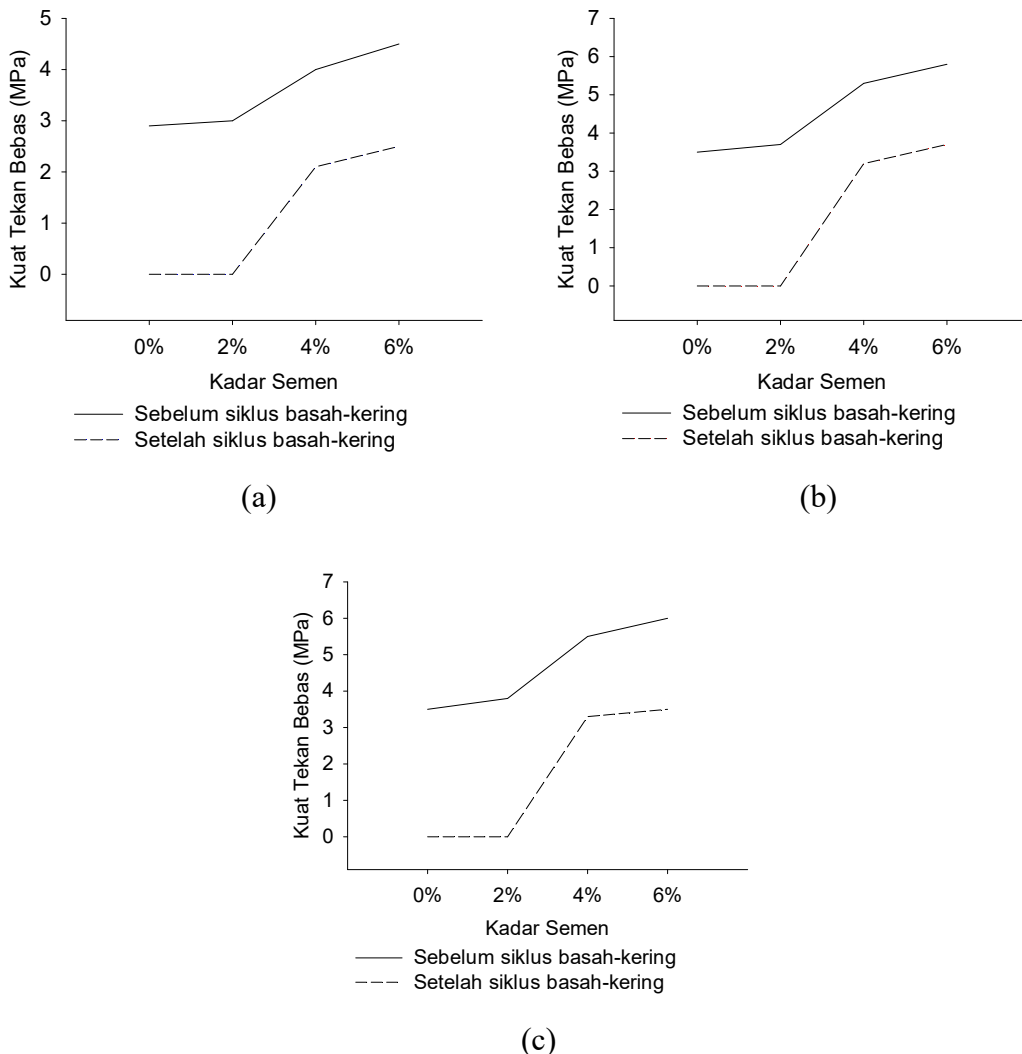 Kuat Tekan Bebas (MPa)
5
4
3
2
1
0
0% 2% 4% 6%
Kadar Semen
Sebelum siklus basah-kering
Setelah siklus basah-kering
(a)
Kuat Tekan Bebas (MPa)
7
6
5
4
3
2
1
0
0% 2% 4% 6%
Kadar Semen
Sebelum siklus basah-kering
Setelah siklus basah-kering
(b)
Kuat Tekan Bebas (MPa)
7
6
5
4
3
2
1
0
0% 2% 4% 6%
Kadar Semen
Sebelum siklus basah-kering
Setelah siklus basah-kering
(c)